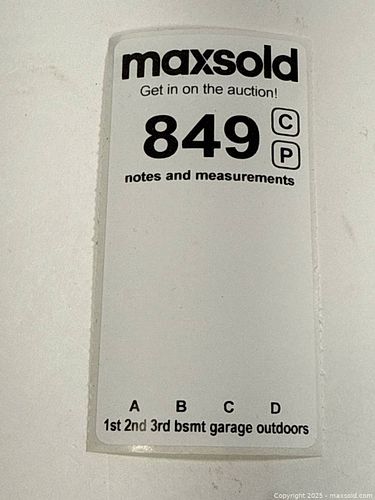 maxsold
Get in on the auction!
849 C
P
notes and measurements
A B C D
1st 2nd 3rd bsmt garage outdoors
Copyright 2025 - maxsold.com